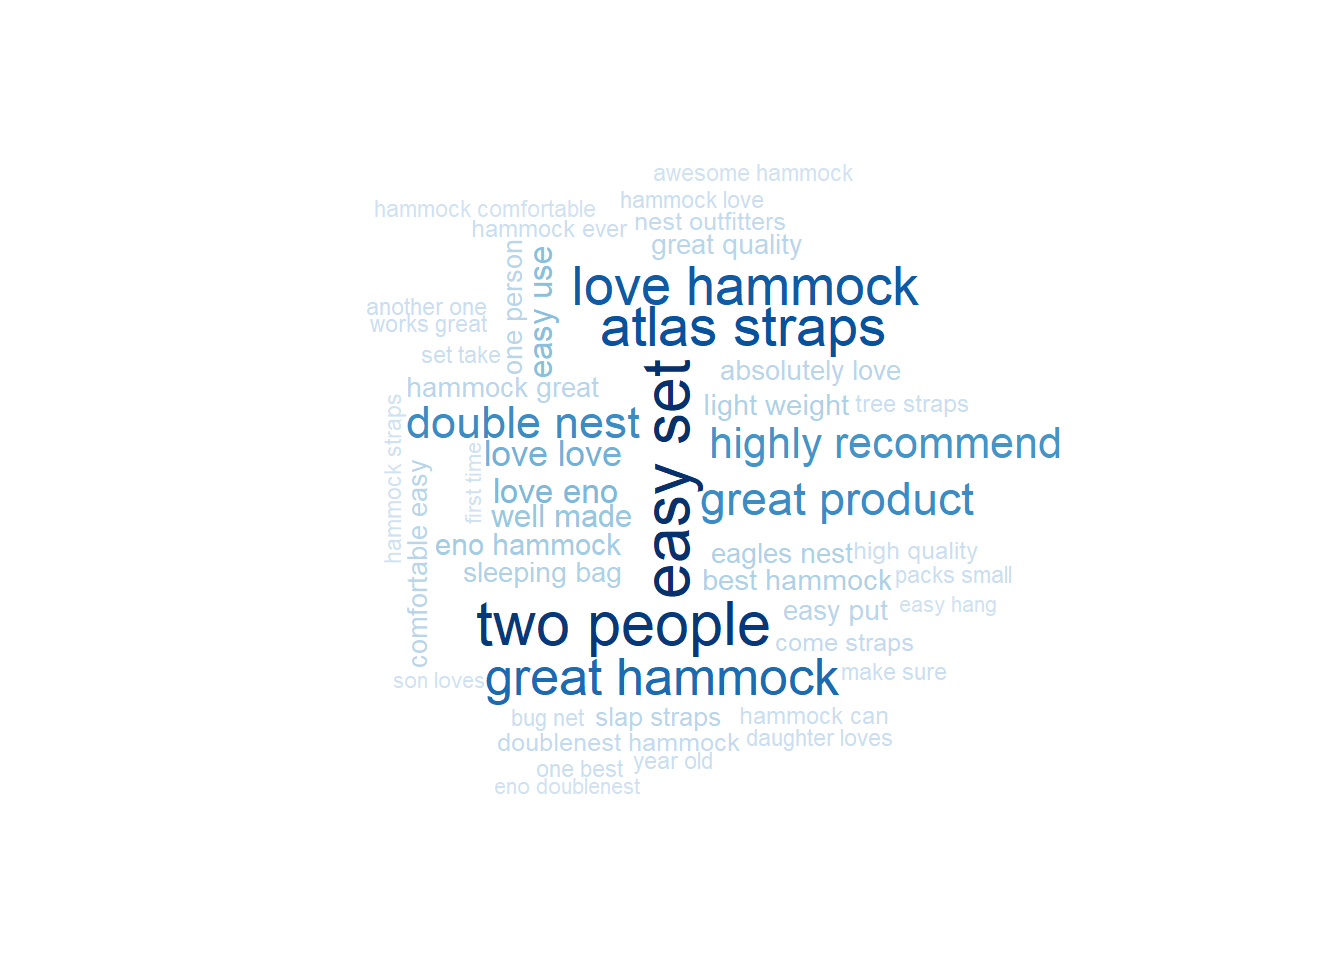 awesome hammock
hammock love
hammock comfortable
nest outfitters
hammock ever
great quality
one person
easy use
love hammock
another one
works great
atlas straps
set take
absolutely love
hammock great
easy set
light weight
tree straps
double nest
hammock straps
highly recommend
love love
first time
comfortable easy
love eno
great product
well made
eno hammock
eagles nest
high quality
sleeping bag
best hammock
packs small
easy put
easy hang
two people
come straps
great hammock
make sure
son loves
bug net
slap straps
hammock can
doublenest hammock
daughter loves
one best
year old
eno doublenest